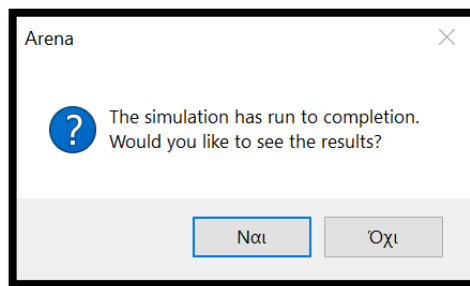 Arena
The simulation has run to completion.
Would you like to see the results?
Ναι
Όχι